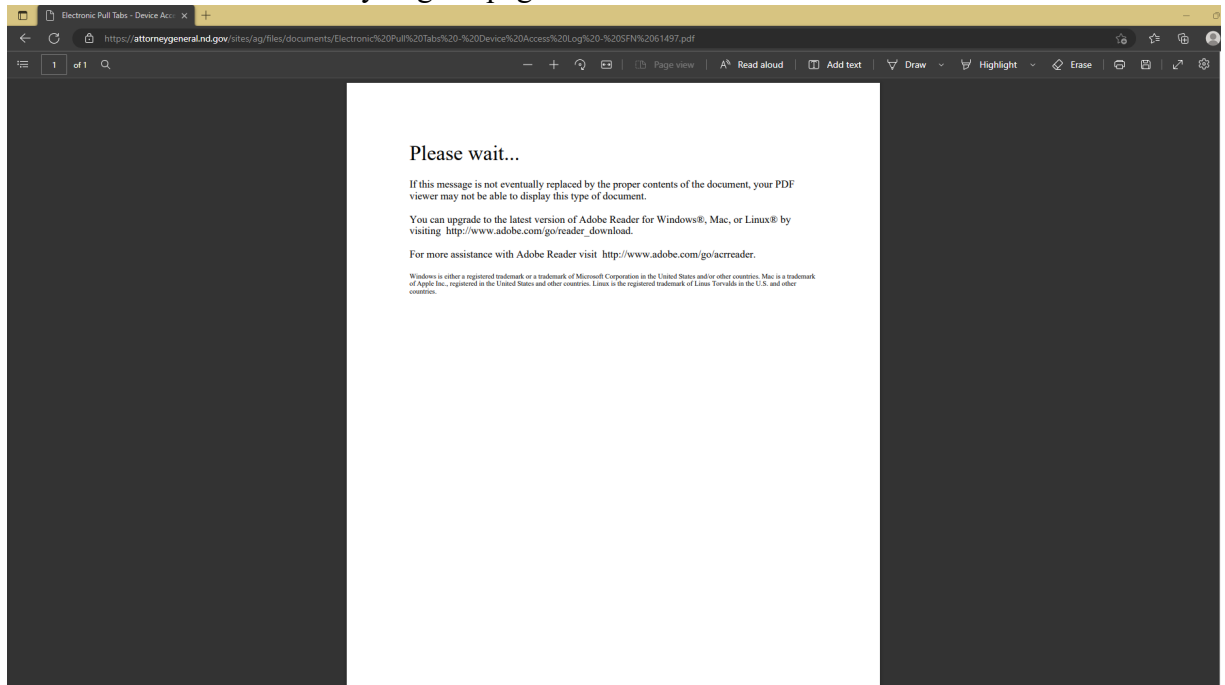 Electronic Pull Tabs - Device Acce
https://attorneygeneral.nd.gov/sites/ag/files/documents/Electronic%20Pull%20Tabs%20-%20Device%20Access%20Log%20-%20SFN%2061497.pdf
1 of 1 Page view Read aloud Add text Draw Highlight Erase
Please wait...
If this message is not eventually replaced by the proper contents of the document, your PDF
viewer may not be able to display this type of document.
You can upgrade to the latest version of Adobe Reader for Windows®, Mac, or Linux® by
visiting http://www.adobe.com/go/reader_download.
For more assistance with Adobe Reader visit http://www.adobe.com/go/acrreader.
Windows is either a registered trademark or a trademark of Microsoft Corporation in the United States and/or other countries. Mac is a trademark
of Apple Inc., registered in the United States and other countries. Linux is the registered trademark of Linus Torvalds in the U.S. and other
countries.